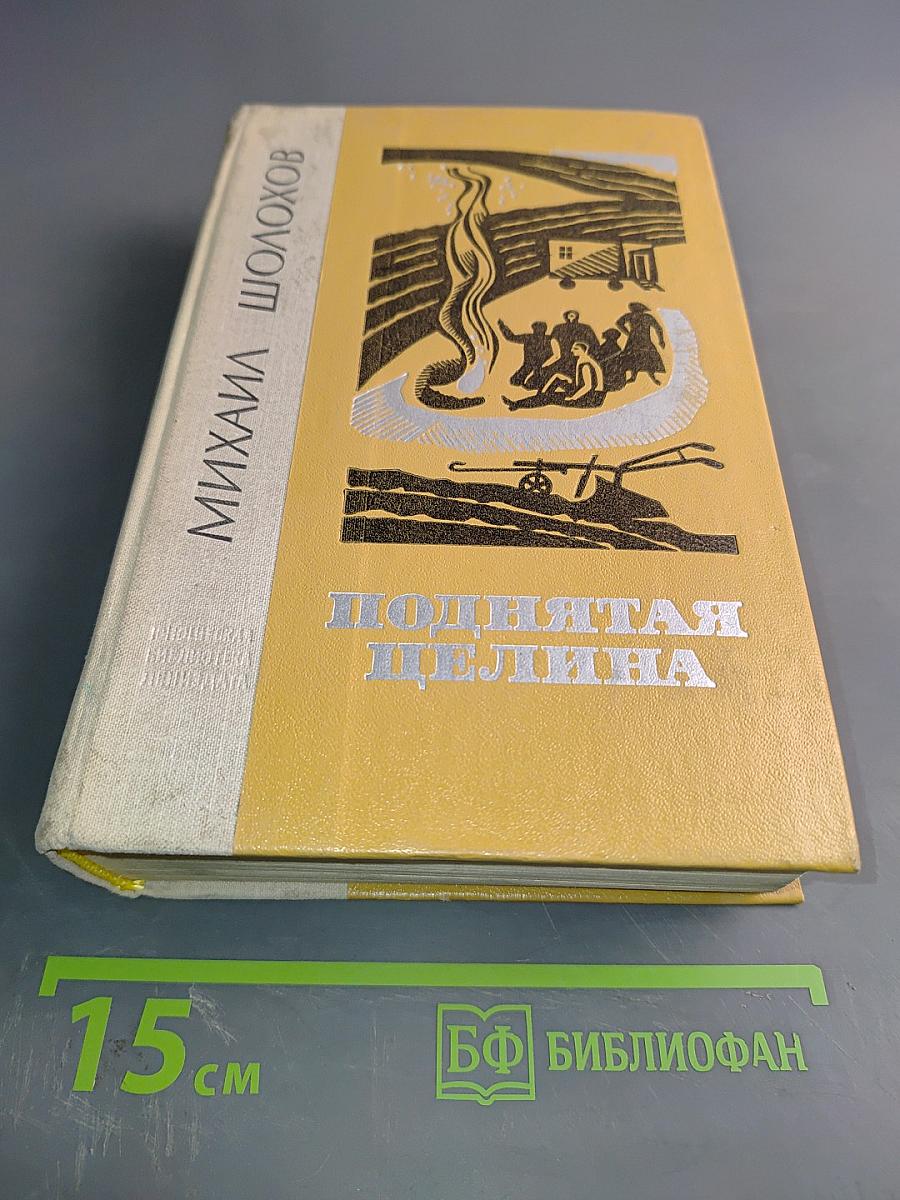 МИХАИЛ ШОЛОХОВ
ПОДНЯТАЯ
ЦЕЛИНА
15 см
БФ БИБЛИОФАН